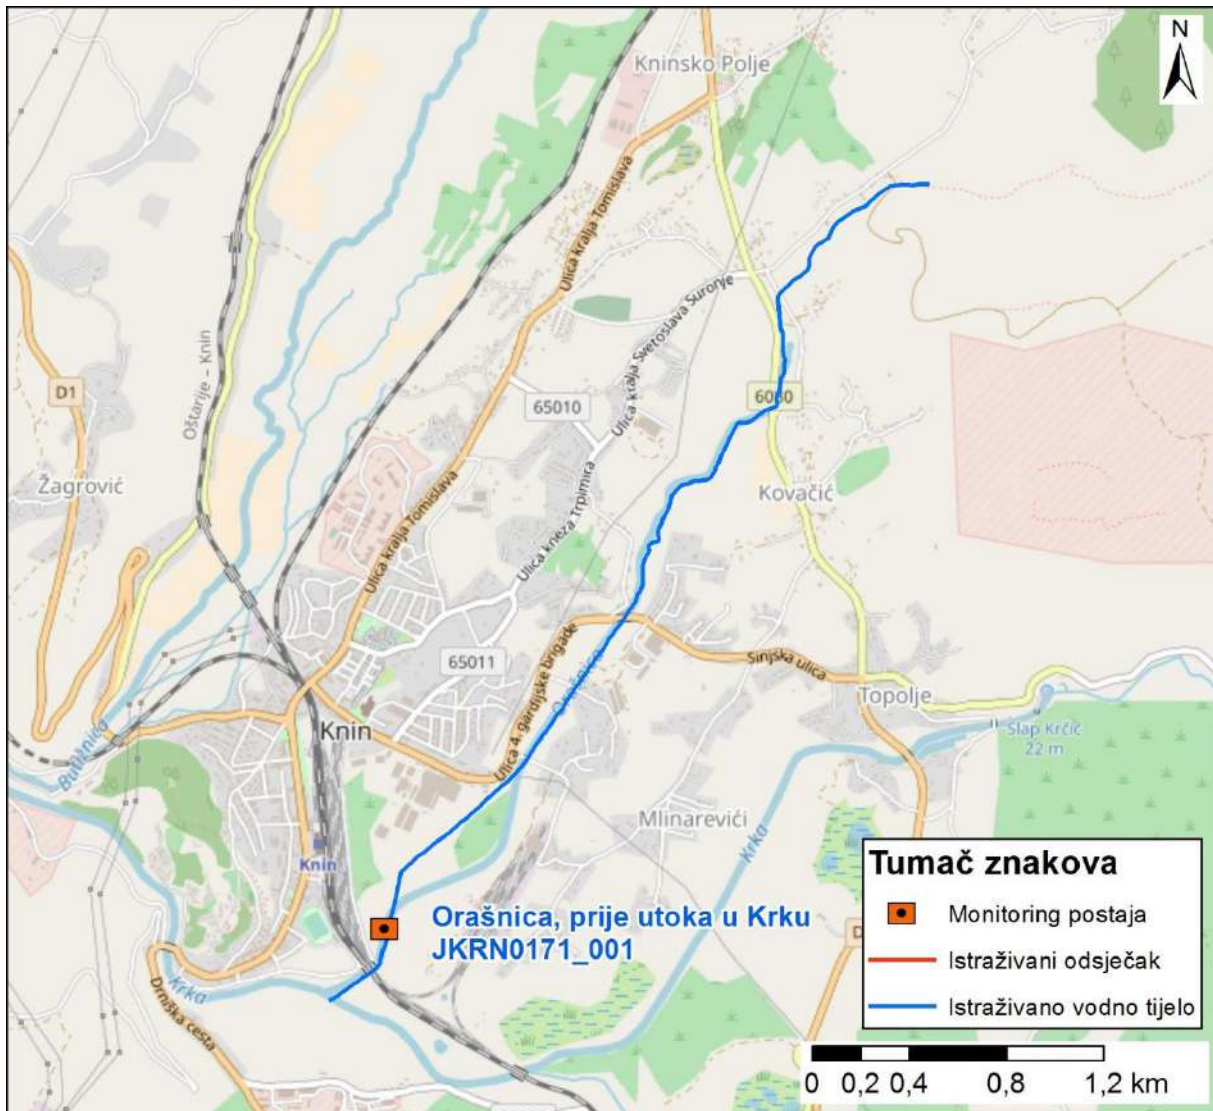 N
Kninsko Polje
Ulica kralja Tomislava
Ulica kralja Svetoslava Suronje
Oštarije – Knin
D1
65010
6080
Žagrović
Kovačić
Ulica kralja Tomislava
Ulica kneza Trpimira
65011
Ulica 4. gardijske brigade
Orašnica
Sinjska ulica
Topolje
Slap Krčić
22 m
Knin
Butižnica
Mlinarevići
Krka
Knin
Orašnica, prije utoka u Krku
JKRN0171_001
Krka
Drniška cesta
Tumač znakova
Monitoring postaja
Istraživani odsječak
Istraživano vodno tijelo
0 0,2 0,4 0,8 1,2 km